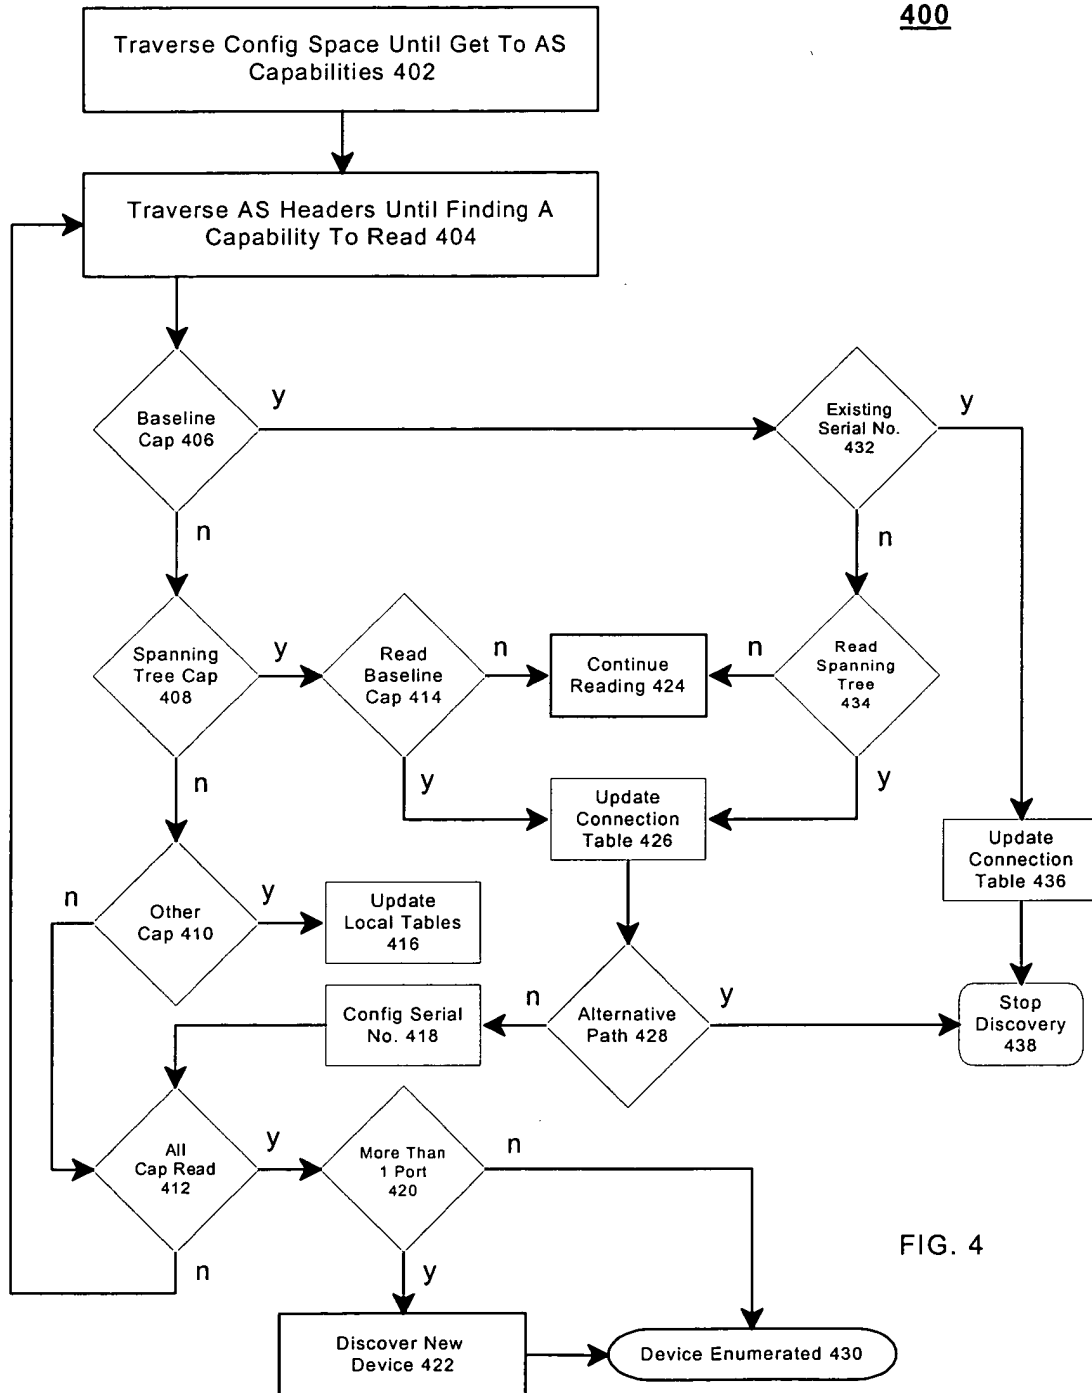 400
Traverse Config Space Until Get To AS
Capabilities 402
Traverse AS Headers Until Finding A
Capability To Read 404
Baseline
Cap 406
y
Existing
Serial No.
432
y
n
n
Spanning
Tree Cap
408
y
Read
Baseline
Cap 414
n
Continue
Reading 424
n
Read
Spanning
Tree
434
n
y
y
Update
Connection
Table 426
Update
Connection
Table 436
n
Other
Cap 410
y
Update
Local Tables
416
Config Serial
No. 418
n
Alternative
Path 428
y
Stop
Discovery
438
All
Cap Read
412
y
More Than
1 Port
420
n
n
y
FIG. 4
Discover New
Device 422
Device Enumerated 430